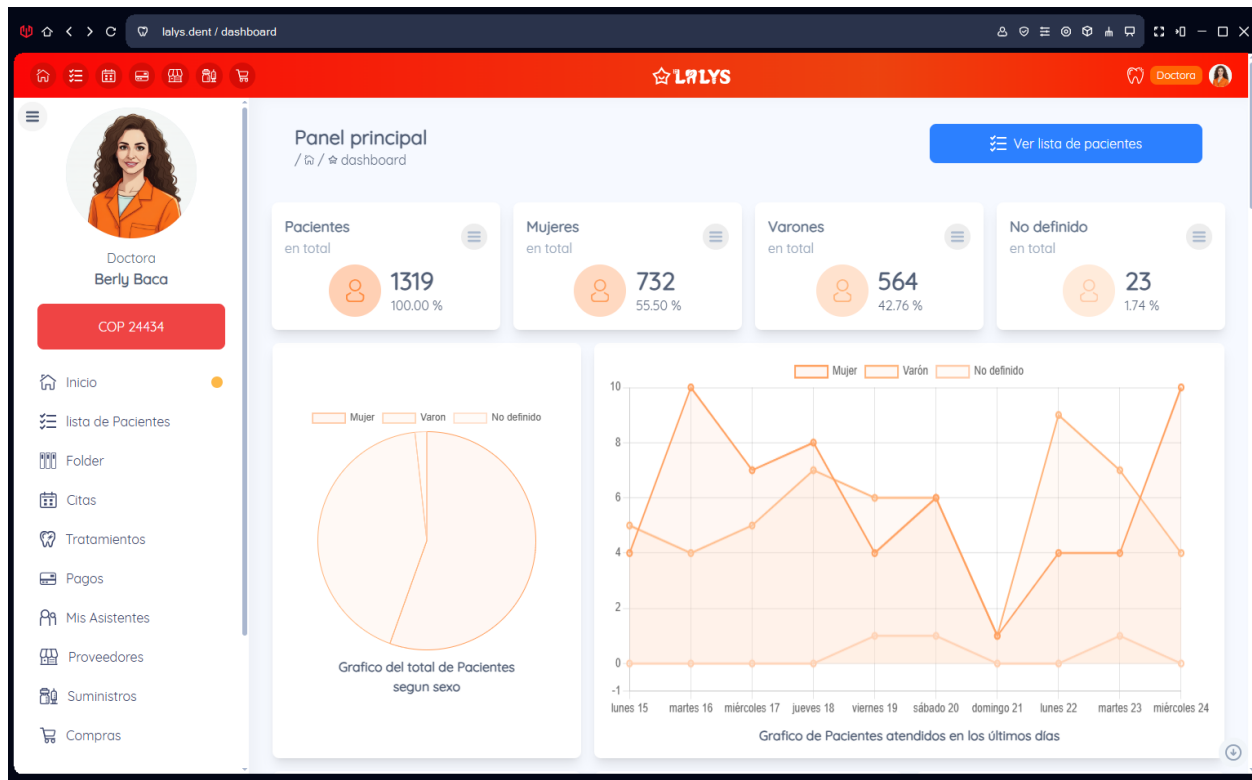 lalys.dent / dashboard
LALYS
Doctora
Doctora
Berly Baca
COP 24434
Inicio
lista de Pacientes
Folder
Citas
Tratamientos
Pagos
Mis Asistentes
Proveedores
Suministros
Compras
Panel principal
/ / dashboard
Ver lista de pacientes
Pacientes
en total
1319
100.00 %
Mujeres
en total
732
55.50 %
Varones
en total
564
42.76 %
No definido
en total
23
1.74 %
Mujer Varon No definido
Grafico del total de Pacientes
segun sexo
Mujer Varón No definido
10
8
6
4
2
0
-1
lunes 15 martes 16 miércoles 17 jueves 18 viernes 19 sábado 20 domingo 21 lunes 22 martes 23 miércoles 24
Grafico de Pacientes atendidos en los últimos días